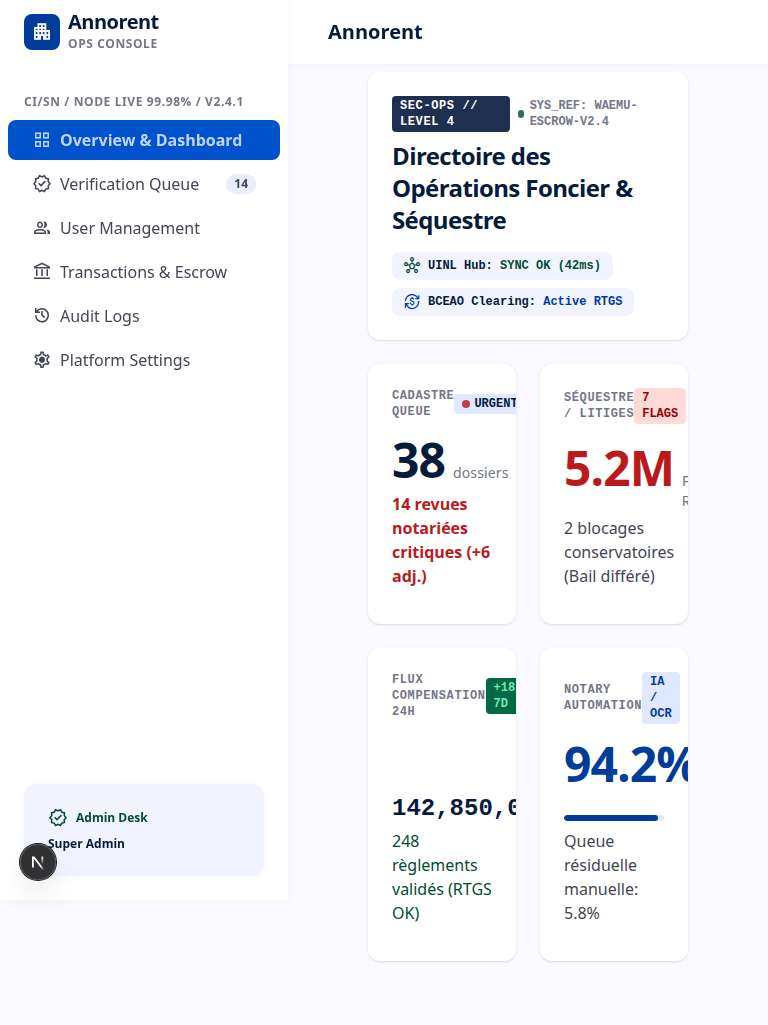 Annorent
OPS CONSOLE
CI/SN / NODE LIVE 99.98% / V2.4.1
Overview & Dashboard
Verification Queue 14
User Management
Transactions & Escrow
Audit Logs
Platform Settings
Admin Desk
Super Admin
N
Annorent
SEC-OPS //
LEVEL 4
SYS_REF: WAEMU-
ESCROW-V2.4
Directoire des
Opérations Foncier &
Séquestre
UINL Hub: SYNC OK (42ms)
BCEAO Clearing: Active RTGS
CADASTRE
QUEUE
URGENT
38 dossiers
14 revues
notariées
critiques (+6
adj.)
SÉQUESTRE
/ LITIGES
7
FLAGS
5.2M
2 blocages
conservatoires
(Bail différé)
FLUX
COMPENSATION
24H
+18
7D
142,850,0
248
règlements
validés (RTGS
OK)
NOTARY
AUTOMATION
IA
/
OCR
94.2%
Queue
résiduelle
manuelle:
5.8%